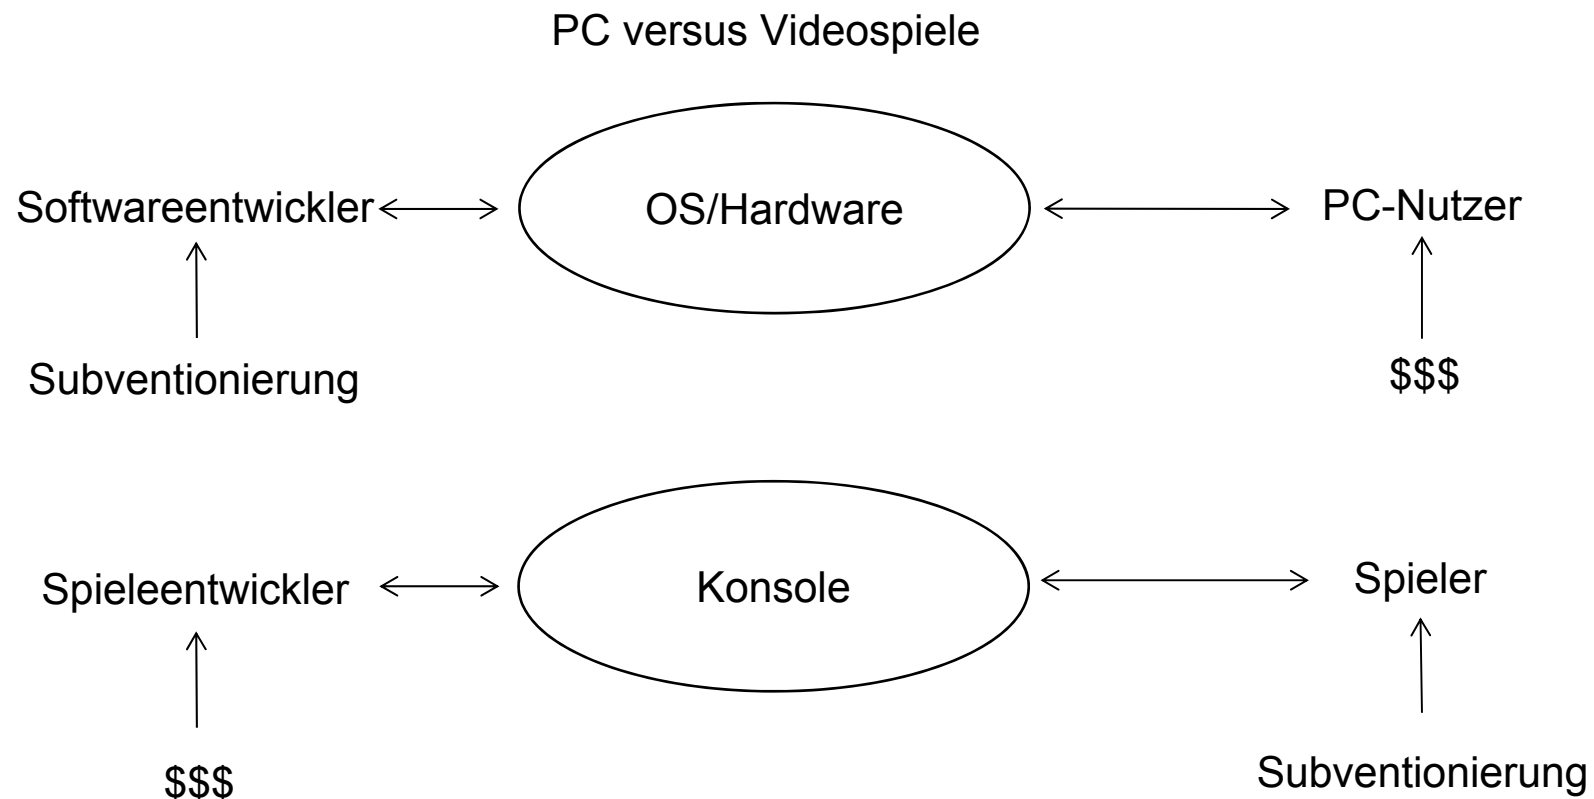 PC versus Videospiele
Softwareentwickler
OS/Hardware
PC-Nutzer
Subventionierung
$$$
Spieleentwickler
Konsole
Spieler
$$$
Subventionierung